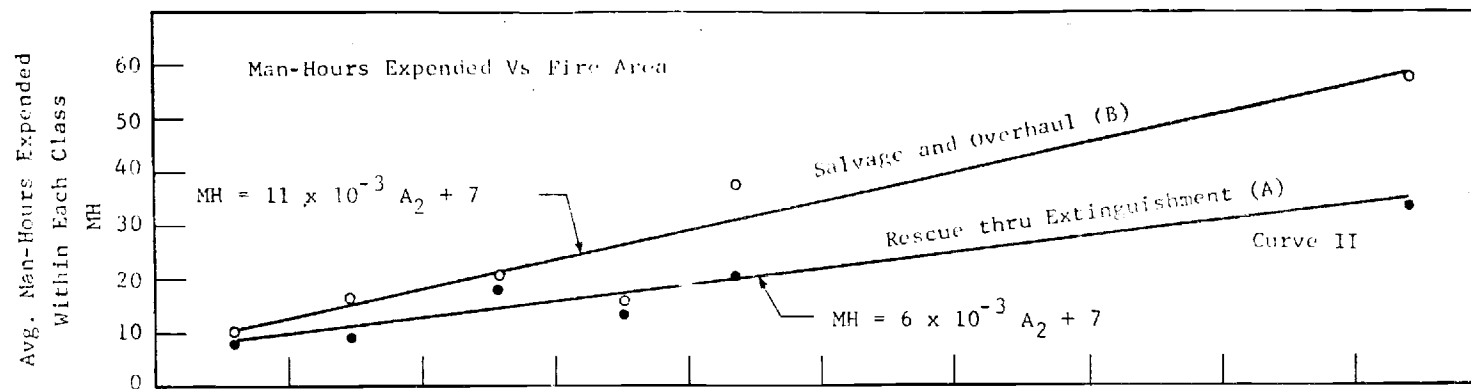 Avg. Man-Hours Expended
Within Each Class
MH
60
50
40
30
20
10
0
Man-Hours Expended Vs Fire Area
Salvage and Overhaul (B)
MH = 11 x 10-3 A2 + 7
Rescue thru Extinguishment (A)
Curve II
MH = 6 x 10-3 A2 + 7